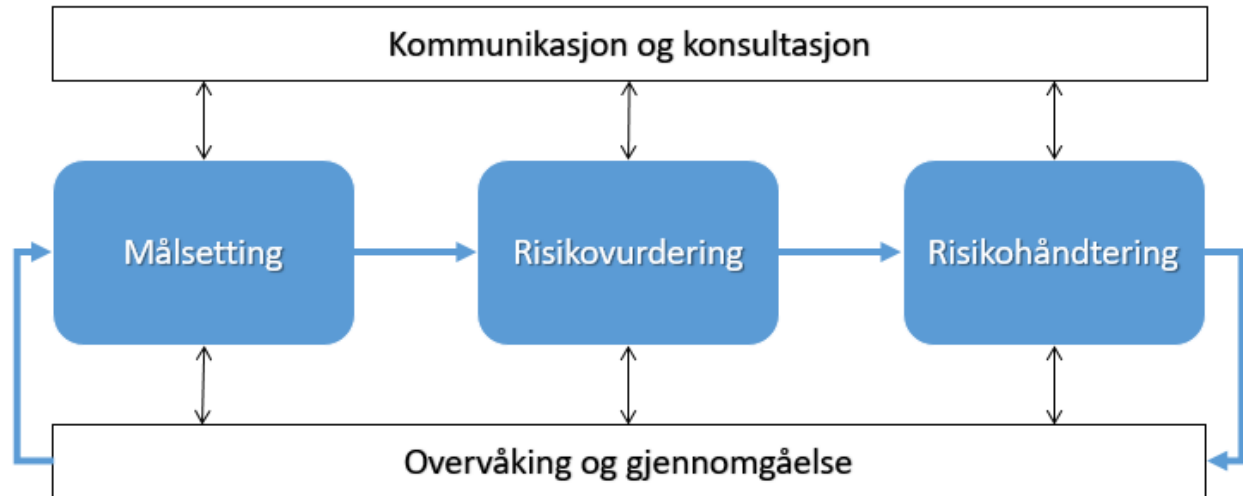 Kommunikasjon og konsultasjon
Målsetting
Risikovurdering
Risikohåndtering
Overvåking og gjennomgåelse